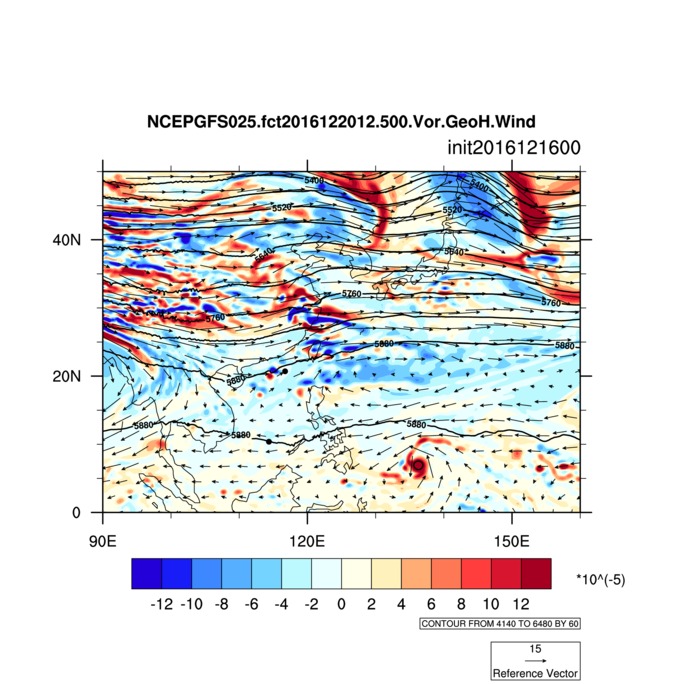 NCEPGFS025.fct2016122012.500.Vor.GeoH.Wind
init2016121600
5400
5400
5520
5520
40N
5640
5640
5760
5760
5760
5880
5880
20N
5880
5880
5880
5880
0
90E 120E 150E
-12 -10 -8 -6 -4 -2 0 2 4 6 8 10 12
*10^(-5)
CONTOUR FROM 4140 TO 6480 BY 60
15
Reference Vector